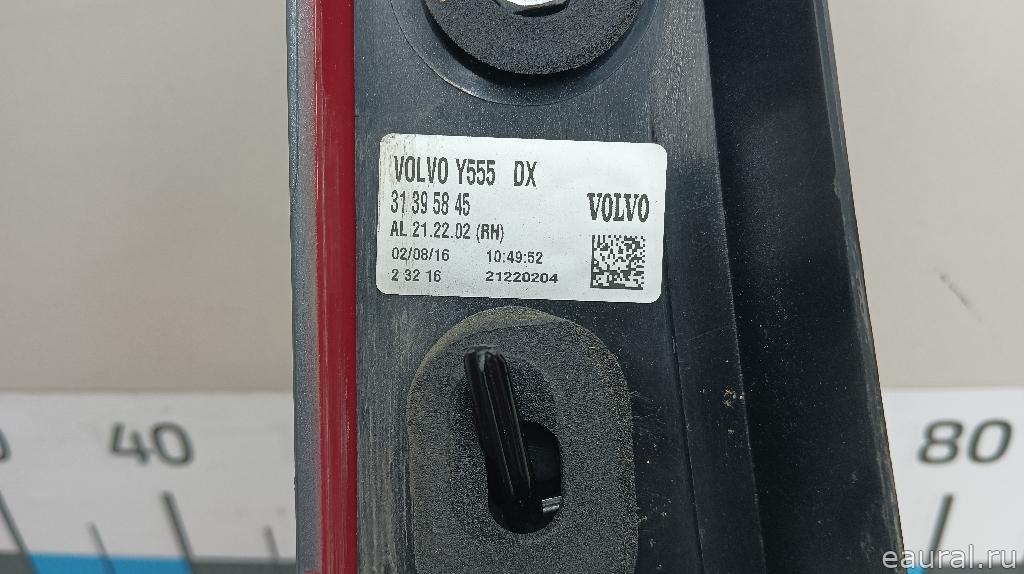 VOLVO Y555 DX
31 39 58 45
VOLVO
AL 21.22.02 (RH)
02/08/16 10:49:52
2 32 16 21220204
40
80
eaural.ru